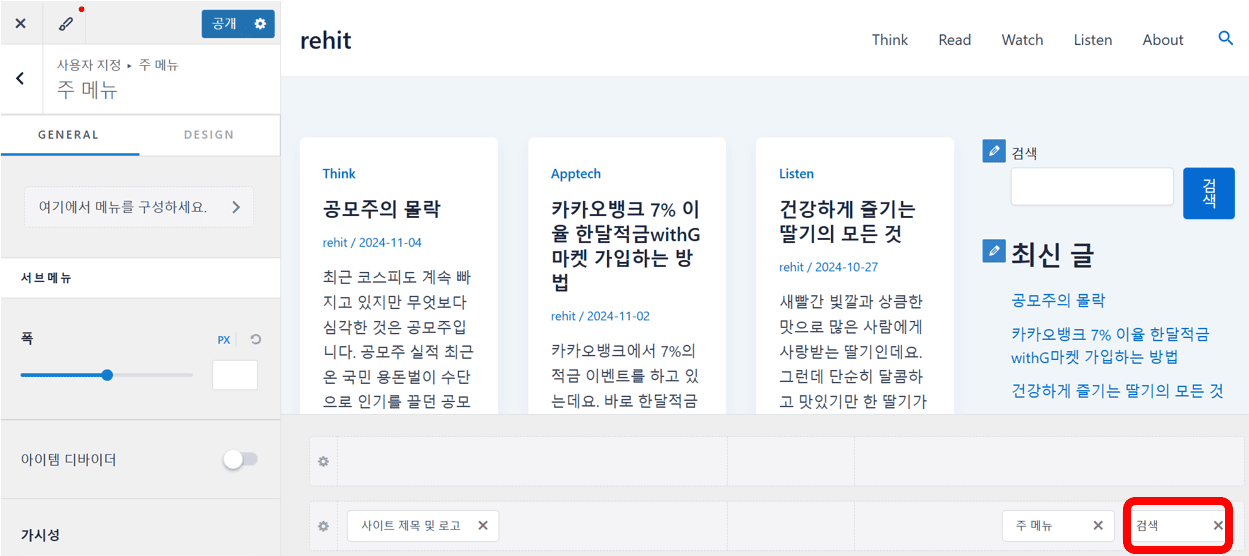 공개
사용자 지정 ▸ 주 메뉴
주 메뉴
GENERAL
DESIGN
여기에서 메뉴를 구성하세요.
서브메뉴
폭
PX
아이템 디바이더
가시성
rehit
Think Read Watch Listen About
Think
공모주의 몰락
rehit / 2024-11-04
최근 코스피도 계속 빠
지고 있지만 무엇보다
심각한 것은 공모주입
니다. 공모주 실적 최근
온 국민 용돈벌이 수단
으로 인기를 끌던 공모
Apptech
카카오뱅크 7% 이
율 한달적금withG
마켓 가입하는 방
법
rehit / 2024-11-02
카카오뱅크에서 7%의
적금 이벤트를 하고 있
는데요. 바로 한달적금
Listen
건강하게 즐기는
딸기의 모든 것
rehit / 2024-10-27
새빨간 빛깔과 상큼한
맛으로 많은 사람에게
사랑받는 딸기인데요.
그런데 단순히 달콤하
고 맛있기만 한 딸기가
검색
검
색
최신 글
공모주의 몰락
카카오뱅크 7% 이율 한달적금
withG마켓 가입하는 방법
건강하게 즐기는 딸기의 모든 것
사이트 제목 및 로고
주 메뉴
검색